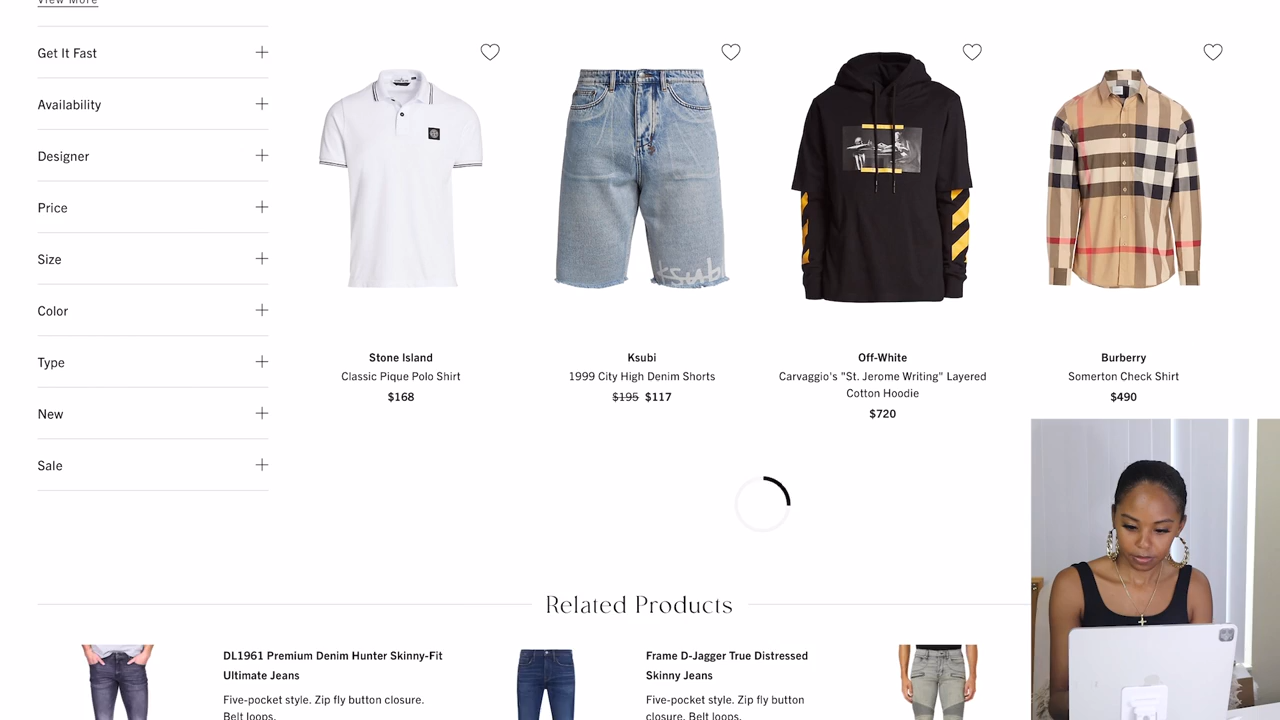 View More
Get It Fast
Availability
Designer
Price
Size
Color
Type
New
Sale
ksubi
Stone Island
Classic Pique Polo Shirt
$168
Ksubi
1999 City High Denim Shorts
$195 $117
Off-White
Carvaggio's "St. Jerome Writing" Layered
Cotton Hoodie
$720
Burberry
Somerton Check Shirt
$490
Related Products
DL1961 Premium Denim Hunter Skinny-Fit
Ultimate Jeans
Five-pocket style. Zip fly button closure.
Belt loops.
Frame D-Jagger True Distressed
Skinny Jeans
Five-pocket style. Zip fly button
closure. Belt loops.